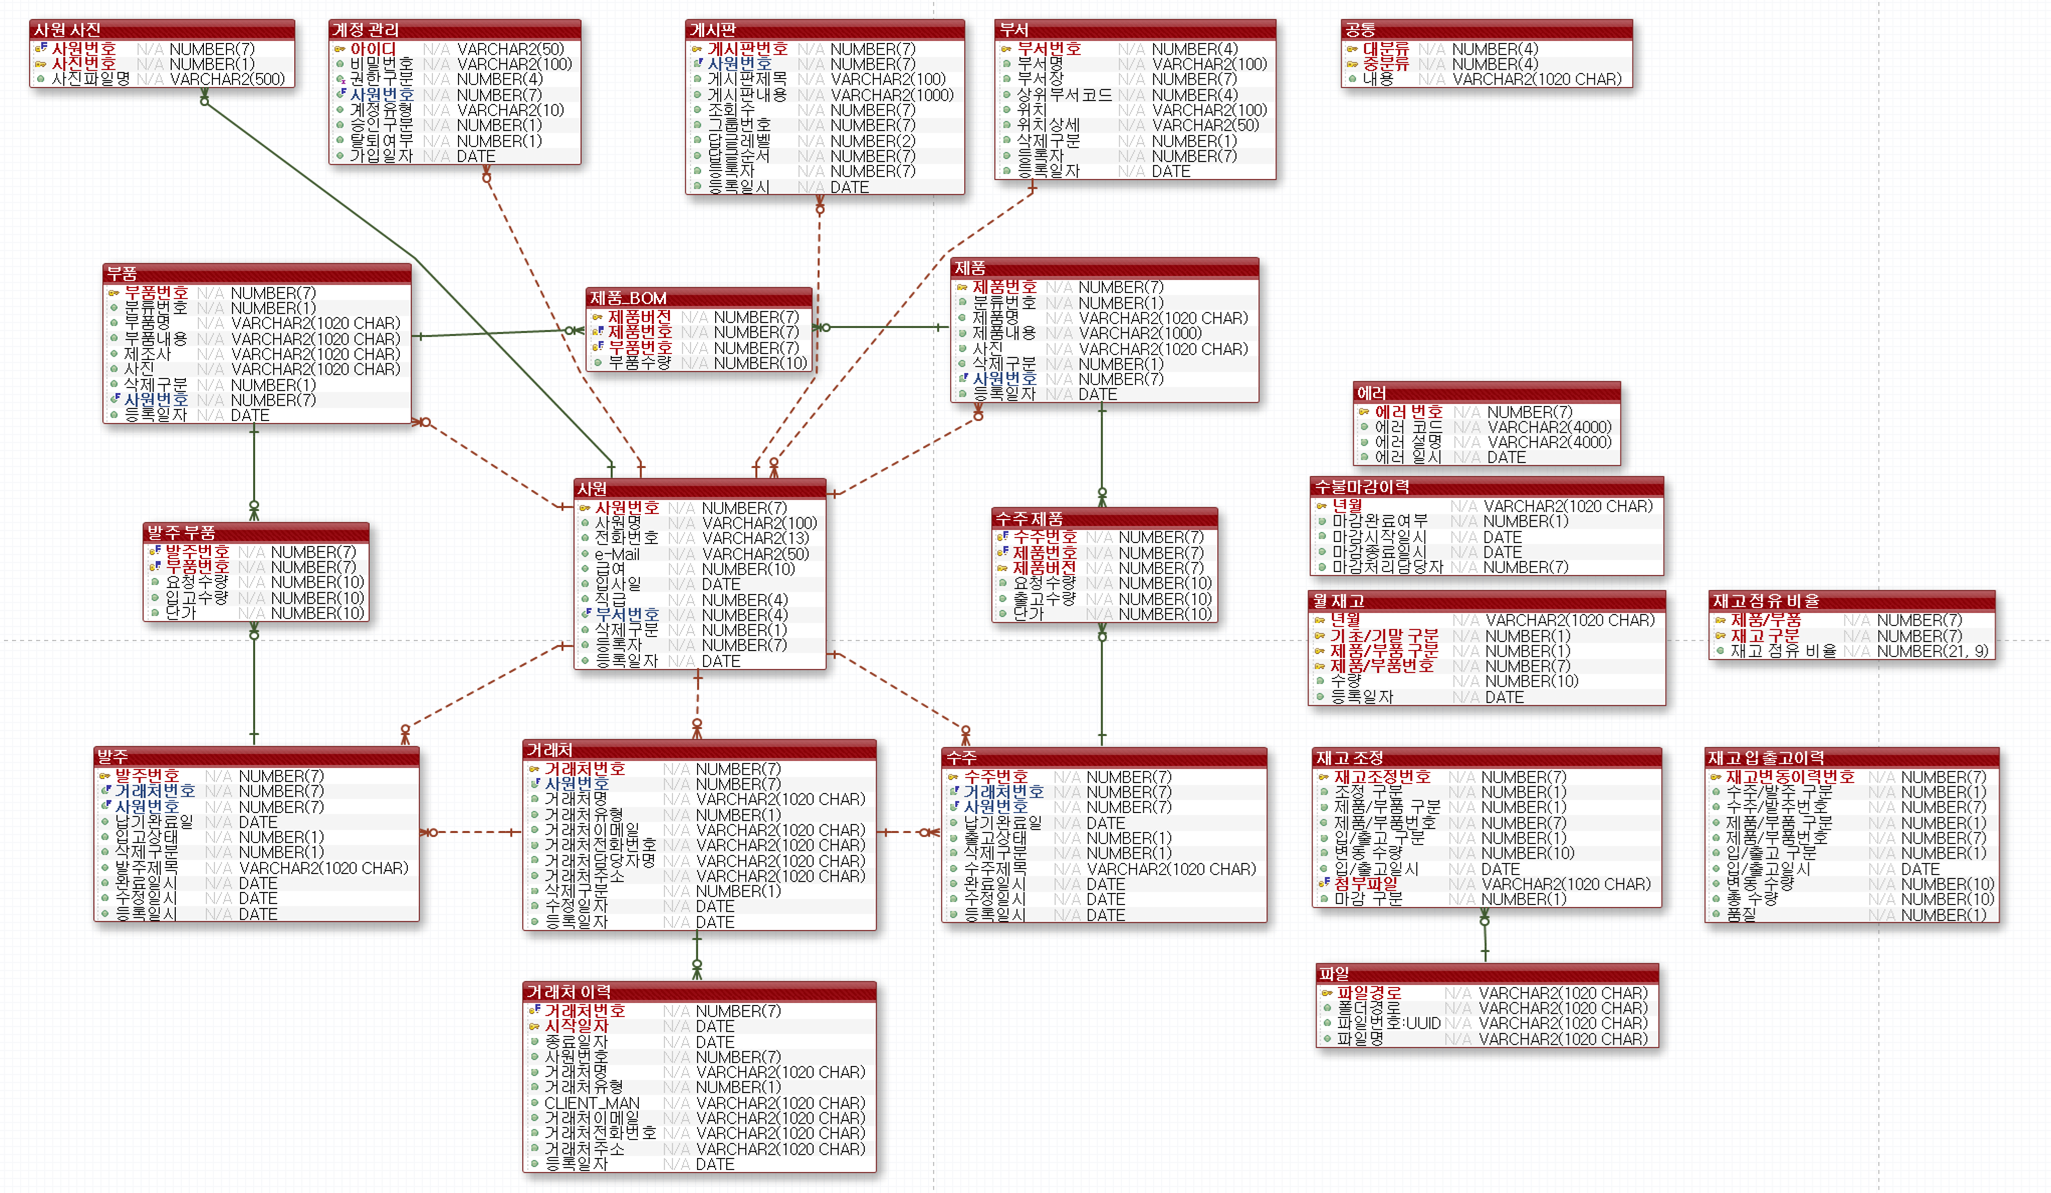 사원 사진
사원번호 N/A NUMBER(7)
사진번호 N/A NUMBER(1)
사진파일명 N/A VARCHAR2(500)
계정 관리
아이디 N/A VARCHAR2(50)
비밀번호 N/A VARCHAR2(100)
권한구분 N/A NUMBER(4)
사원번호 N/A NUMBER(7)
계정유형 N/A VARCHAR2(10)
승인구분 N/A NUMBER(1)
탈퇴여부 N/A NUMBER(1)
가입일자 N/A DATE
게시판
게시판번호 N/A NUMBER(7)
사원번호 N/A NUMBER(7)
게시판제목 N/A VARCHAR2(100)
게시판내용 N/A VARCHAR2(1000)
조회수 N/A NUMBER(7)
그룹번호 N/A NUMBER(7)
답글레벨 N/A NUMBER(2)
답글순서 N/A NUMBER(7)
등록자 N/A NUMBER(7)
등록일시 N/A DATE
부서
부서번호 N/A NUMBER(4)
부서명 N/A VARCHAR2(100)
부서장 N/A NUMBER(7)
상위부서코드 N/A NUMBER(4)
위치 N/A VARCHAR2(100)
위치상세 N/A VARCHAR2(50)
삭제구분 N/A NUMBER(1)
등록자 N/A NUMBER(7)
등록일자 N/A DATE
공통
대분류 N/A NUMBER(4)
중분류 N/A NUMBER(4)
내용 N/A VARCHAR2(1020 CHAR)
부품
부품번호 N/A NUMBER(7)
분류번호 N/A NUMBER(1)
부품명 N/A VARCHAR2(1020 CHAR)
부품내용 N/A VARCHAR2(1020 CHAR)
제조사 N/A VARCHAR2(1020 CHAR)
사진 N/A VARCHAR2(1020 CHAR)
삭제구분 N/A NUMBER(1)
사원번호 N/A NUMBER(7)
등록일자 N/A DATE
제품_BOM
제품버전 N/A NUMBER(7)
제품번호 N/A NUMBER(7)
부품번호 N/A NUMBER(7)
부품수량 N/A NUMBER(10)
제품
제품번호 N/A NUMBER(7)
분류번호 N/A NUMBER(1)
제품명 N/A VARCHAR2(1020 CHAR)
제품내용 N/A VARCHAR2(1000)
사진 N/A VARCHAR2(1020 CHAR)
삭제구분 N/A NUMBER(1)
사원번호 N/A NUMBER(7)
등록일자 N/A DATE
에러
에러 번호 N/A NUMBER(7)
에러 코드 N/A VARCHAR2(4000)
에러 설명 N/A VARCHAR2(4000)
에러 일시 N/A DATE
발주 부품
발주번호 N/A NUMBER(7)
부품번호 N/A NUMBER(7)
요청수량 N/A NUMBER(10)
입고수량 N/A NUMBER(10)
단가 N/A NUMBER(10)
사원
사원번호 N/A NUMBER(7)
사원명 N/A VARCHAR2(100)
전화번호 N/A VARCHAR2(13)
e-Mail N/A VARCHAR2(50)
급여 N/A NUMBER(10)
입사일 N/A DATE
직급 N/A NUMBER(4)
부서번호 N/A NUMBER(4)
삭제구분 N/A NUMBER(1)
등록자 N/A NUMBER(7)
등록일자 N/A DATE
수주 제품
수주번호 N/A NUMBER(7)
제품번호 N/A NUMBER(7)
제품버전 N/A NUMBER(7)
요청수량 N/A NUMBER(10)
출고수량 N/A NUMBER(10)
단가 N/A NUMBER(10)
수불마감이력
년월 N/A VARCHAR2(1020 CHAR)
마감완료여부 N/A NUMBER(1)
마감시작일시 N/A DATE
마감종료일시 N/A DATE
마감처리담당자 N/A NUMBER(7)
월 재고
년월 N/A VARCHAR2(1020 CHAR)
기초/기말 구분 N/A NUMBER(1)
제품/부품 구분 N/A NUMBER(1)
제품/부품번호 N/A NUMBER(7)
수량 N/A NUMBER(10)
등록일자 N/A DATE
재고 점유 비율
제품/부품 N/A NUMBER(7)
재고 구분 N/A NUMBER(7)
재고 점유 비율 N/A NUMBER(21, 9)
발주
발주번호 N/A NUMBER(7)
거래처번호 N/A NUMBER(7)
사원번호 N/A NUMBER(7)
납기완료일 N/A DATE
입고상태 N/A NUMBER(1)
삭제구분 N/A NUMBER(1)
발주제목 N/A VARCHAR2(1020 CHAR)
완료일시 N/A DATE
수정일시 N/A DATE
등록일시 N/A DATE
거래처
거래처번호 N/A NUMBER(7)
사원번호 N/A NUMBER(7)
거래처명 N/A VARCHAR2(1020 CHAR)
거래처유형 N/A NUMBER(1)
거래처이메일 N/A VARCHAR2(1020 CHAR)
거래처전화번호 N/A VARCHAR2(1020 CHAR)
거래처담당자명 N/A VARCHAR2(1020 CHAR)
거래처주소 N/A VARCHAR2(1020 CHAR)
삭제구분 N/A NUMBER(1)
수정일자 N/A DATE
등록일자 N/A DATE
수주
수주번호 N/A NUMBER(7)
거래처번호 N/A NUMBER(7)
사원번호 N/A NUMBER(7)
납기완료일 N/A DATE
출고상태 N/A NUMBER(1)
삭제구분 N/A NUMBER(1)
수주제목 N/A VARCHAR2(1020 CHAR)
완료일시 N/A DATE
수정일시 N/A DATE
등록일시 N/A DATE
재고 조정
재고조정번호 N/A NUMBER(7)
조정 구분 N/A NUMBER(1)
제품/부품 구분 N/A NUMBER(1)
제품/부품번호 N/A NUMBER(7)
입/출고 구분 N/A NUMBER(1)
변동 수량 N/A NUMBER(10)
입/출고일시 N/A DATE
첨부파일 N/A VARCHAR2(1020 CHAR)
마감 구분 N/A NUMBER(1)
재고 입출고이력
재고변동이력번호 N/A NUMBER(7)
수주/발주 구분 N/A NUMBER(1)
수주/발주번호 N/A NUMBER(7)
제품/부품구분 N/A NUMBER(1)
제품/부품번호 N/A NUMBER(7)
입/출고 구분 N/A NUMBER(1)
입/출고일시 N/A DATE
변동 수량 N/A NUMBER(10)
총 수량 N/A NUMBER(10)
품질 N/A NUMBER(1)
거래처 이력
거래처번호 N/A NUMBER(7)
시작일자 N/A DATE
종료일자 N/A DATE
사원번호 N/A NUMBER(7)
거래처명 N/A VARCHAR2(1020 CHAR)
거래처유형 N/A NUMBER(1)
CLIENT_MAN N/A VARCHAR2(1020 CHAR)
거래처이메일 N/A VARCHAR2(1020 CHAR)
거래처전화번호 N/A VARCHAR2(1020 CHAR)
거래처주소 N/A VARCHAR2(1020 CHAR)
등록일자 N/A DATE
파일
파일경로 N/A VARCHAR2(1020 CHAR)
폴더경로 N/A VARCHAR2(1020 CHAR)
파일번호:UUID N/A VARCHAR2(1020 CHAR)
파일명 N/A VARCHAR2(1020 CHAR)